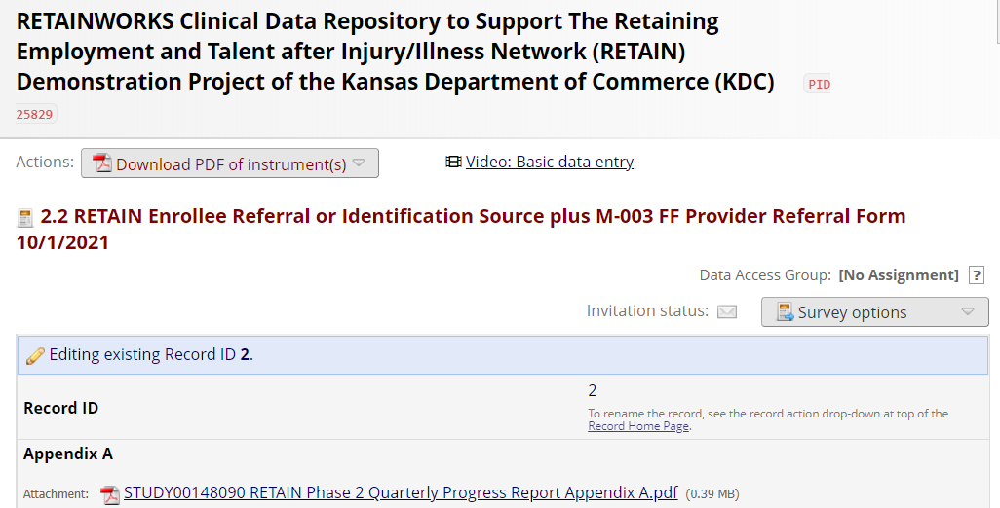 RETAINWORKS Clinical Data Repository to Support The Retaining
Employment and Talent after Injury/Illness Network (RETAIN)
Demonstration Project of the Kansas Department of Commerce (KDC) PID
25829
Actions: Download PDF of instrument(s) Video: Basic data entry
2.2 RETAIN Enrollee Referral or Identification Source plus M-003 FF Provider Referral Form
10/1/2021
Data Access Group: [No Assignment] ?
Invitation status: Survey options
Editing existing Record ID 2.
Record ID 2
To rename the record, see the record action drop-down at top of the
Record Home Page.
Appendix A
Attachment: STUDY00148090 RETAIN Phase 2 Quarterly Progress Report Appendix A.pdf (0.39 MB)